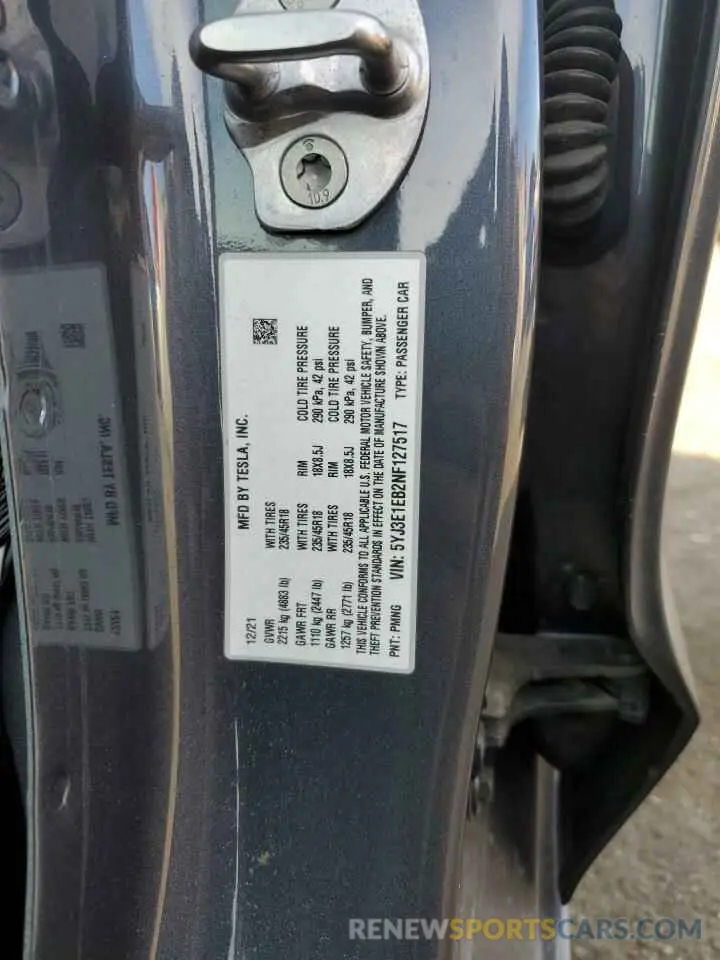 10.9
MFD BY TESLA, INC.
12/21
GVWR WITH TIRES RIM COLD TIRE PRESSURE
2215 kg (4883 lb) 235/45R18 18X8.5J 290 kPa, 42 psi
GAWR FRT WITH TIRES RIM COLD TIRE PRESSURE
1110 kg (2447 lb) 235/45R18 18X8.5J 290 kPa, 42 psi
GAWR RR WITH TIRES
1257 kg (2771 lb) 235/45R18
THIS VEHICLE CONFORMS TO ALL APPLICABLE U.S. FEDERAL MOTOR VEHICLE SAFETY, BUMPER, AND
THEFT PREVENTION STANDARDS IN EFFECT ON THE DATE OF MANUFACTURE SHOWN ABOVE.
PNT: PMNG VIN: 5YJ3E1EB2NF127517 TYPE: PASSENGER CAR
RENEWSPORTSCARS.COM